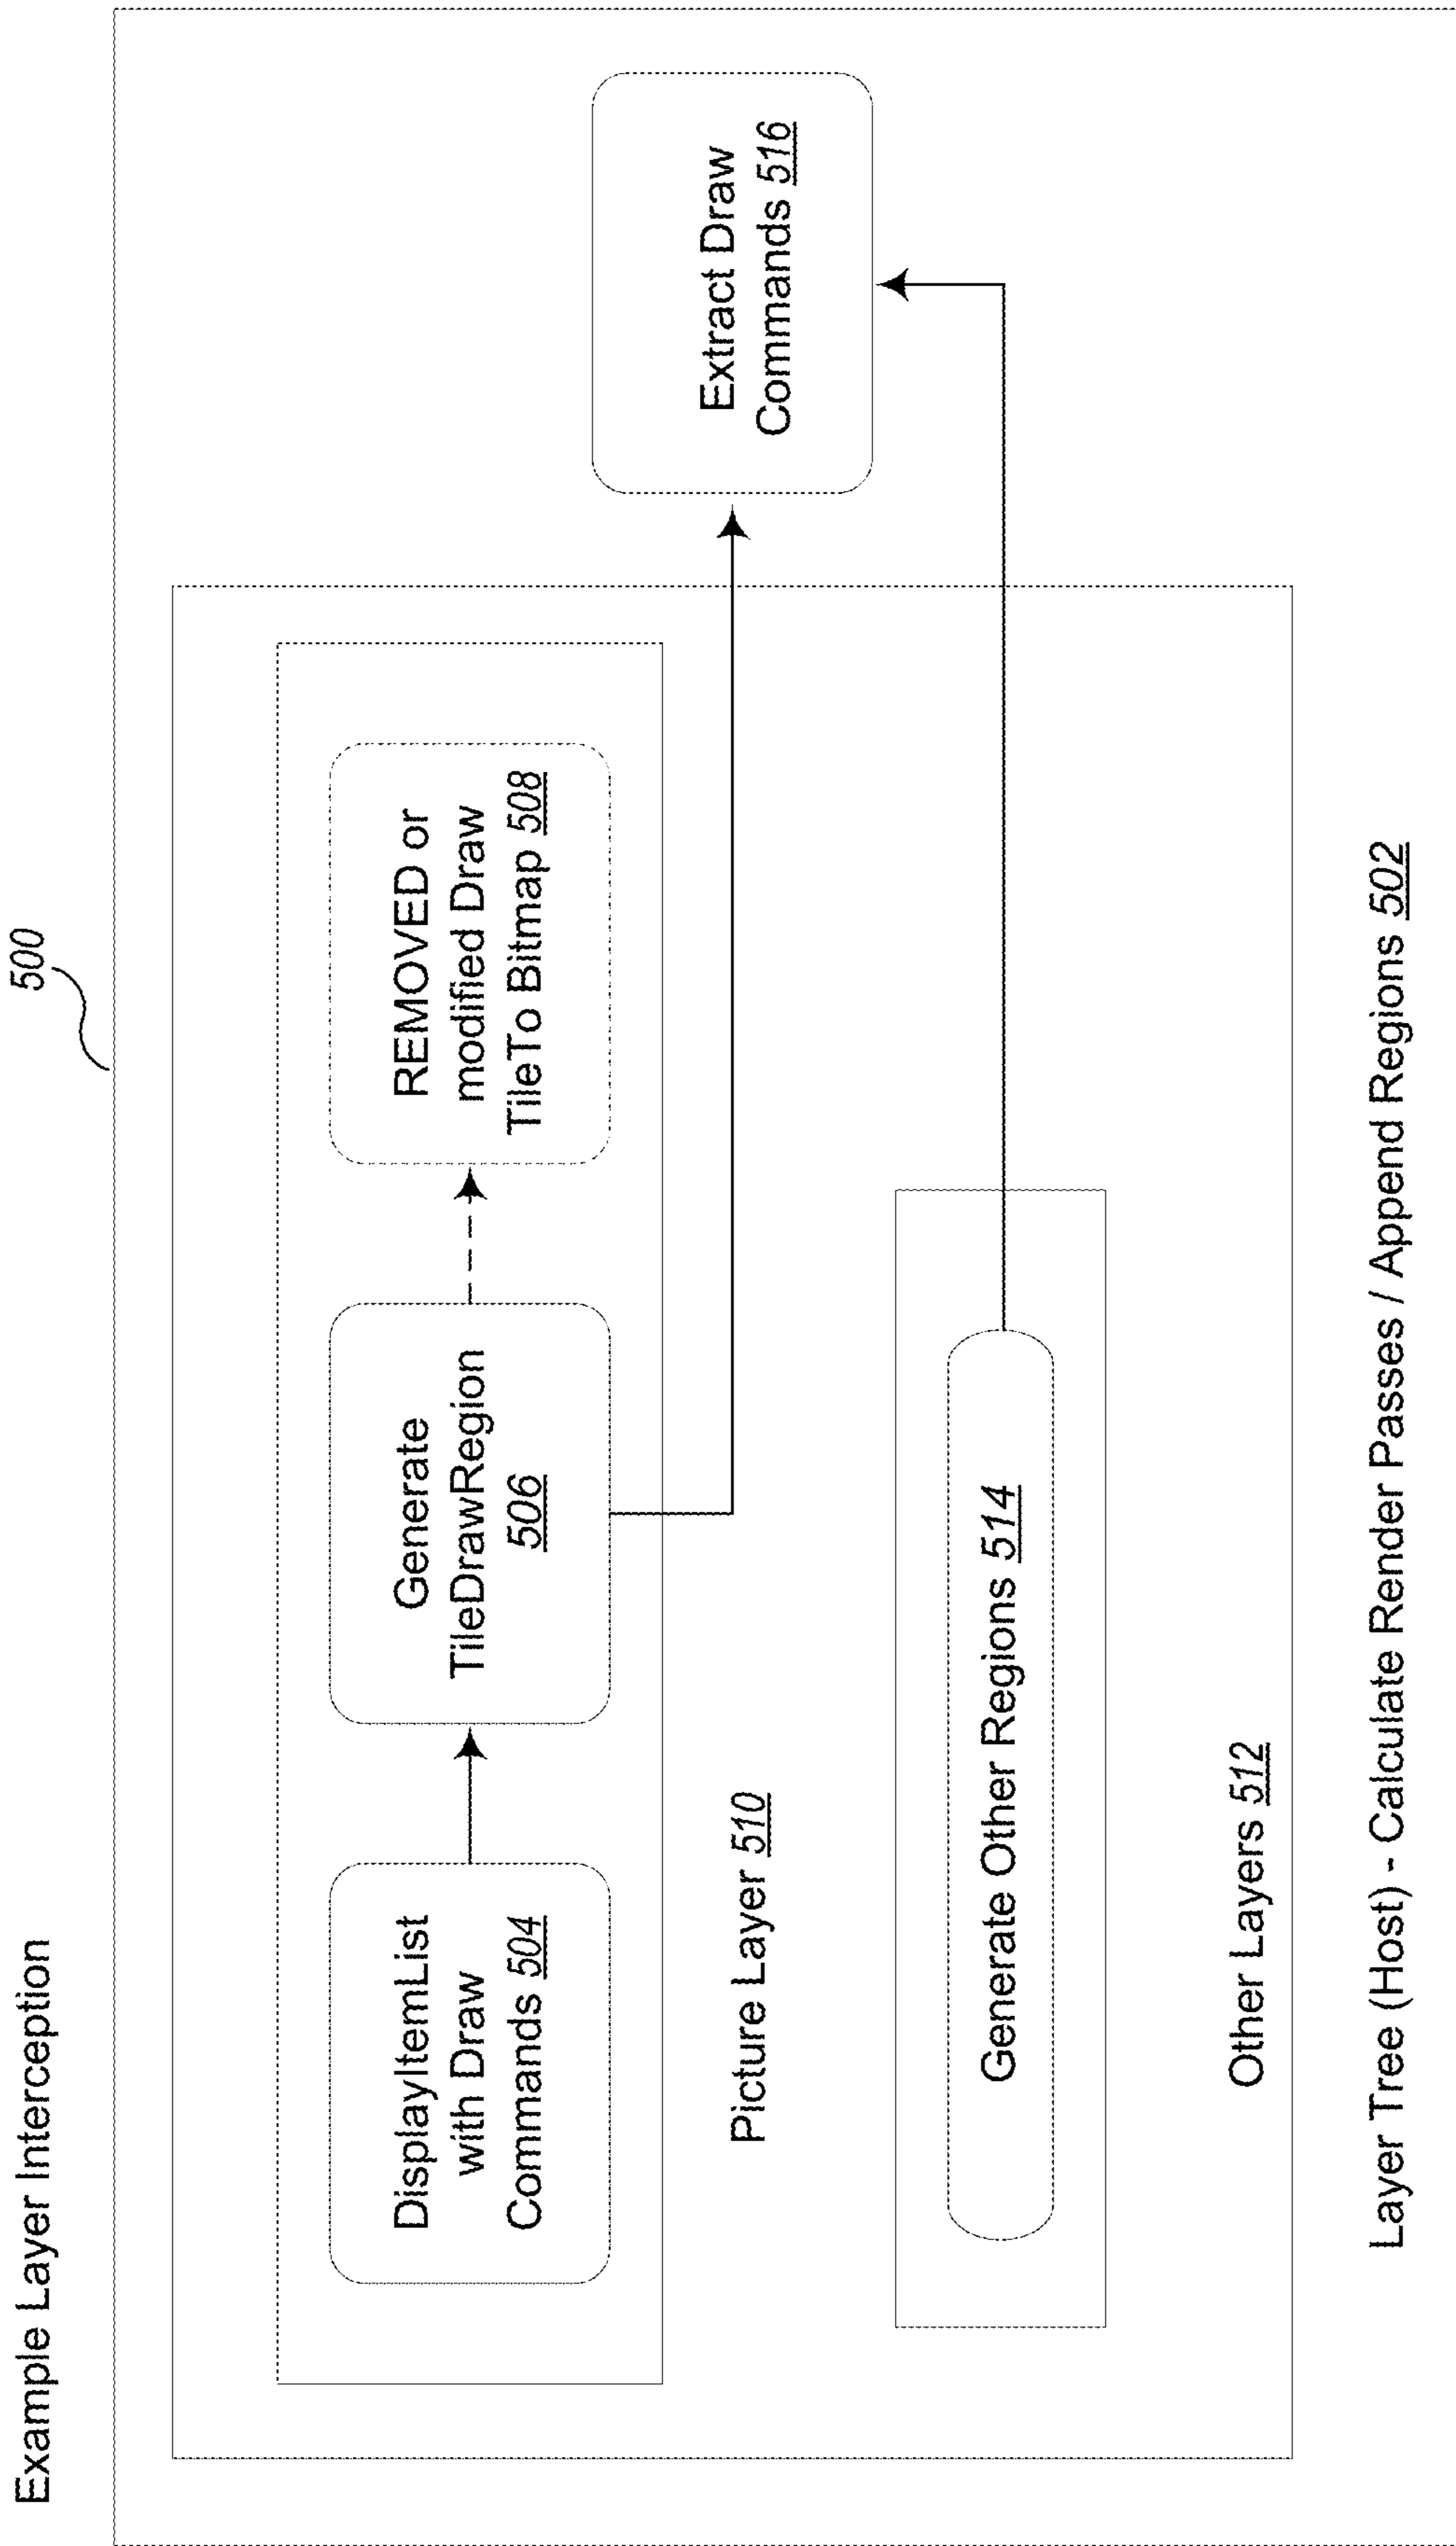 Example Layer Interception
500
DisplayItemList
with Draw
Commands 504
Generate
TileDrawRegion
506
REMOVED or
modified Draw
TileTo Bitmap 508
Picture Layer 510
Extract Draw
Commands 516
Generate Other Regions 514
Other Layers 512
Layer Tree (Host) - Calculate Render Passes / Append Regions 502